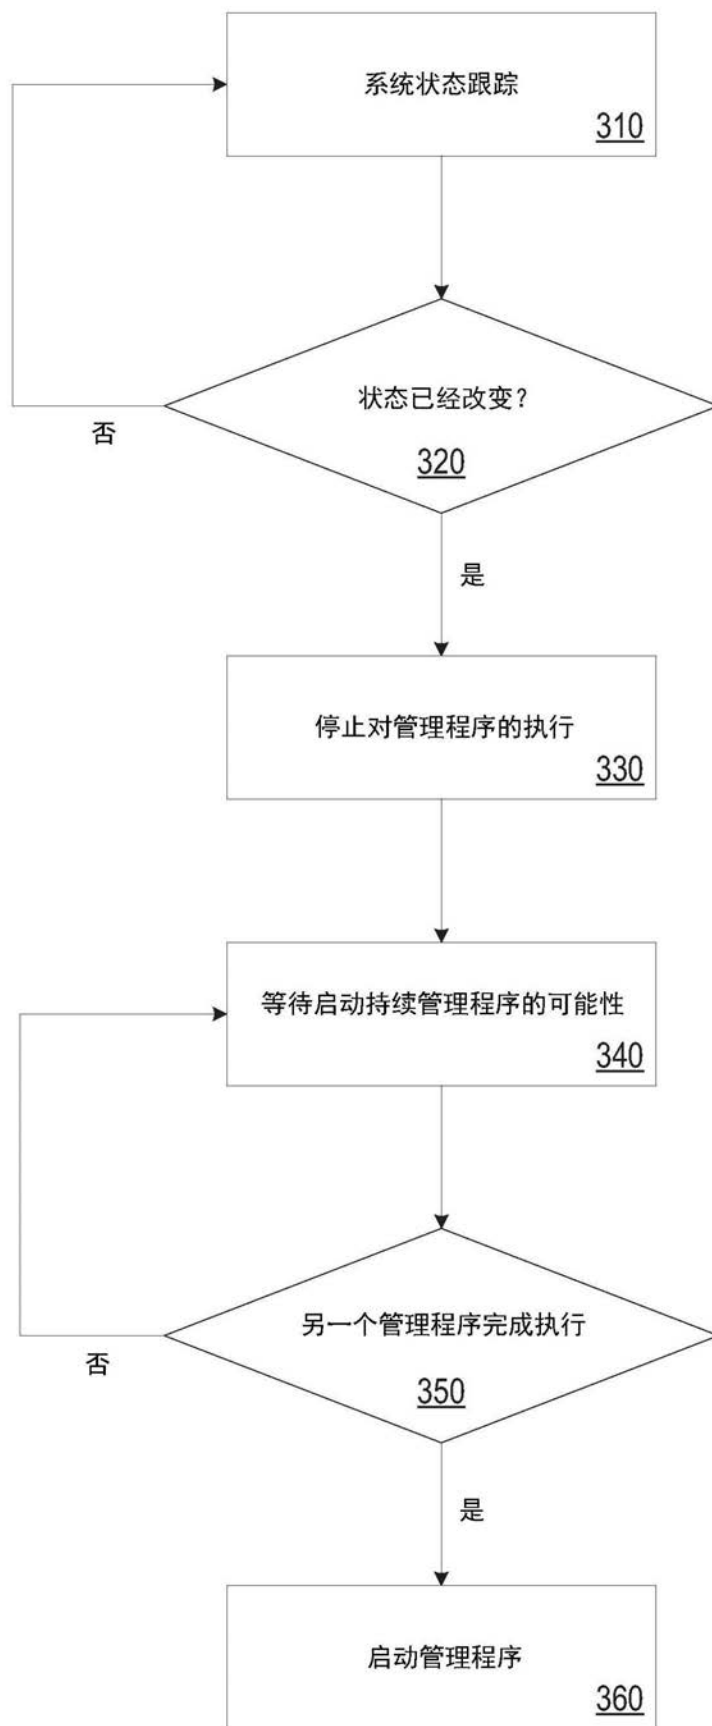 系统状态跟踪
310
状态已经改变？
320
否
是
停止对管理程序的执行
330
等待启动持续管理程序的可能性
340
另一个管理程序完成执行
350
否
是
启动管理程序
360